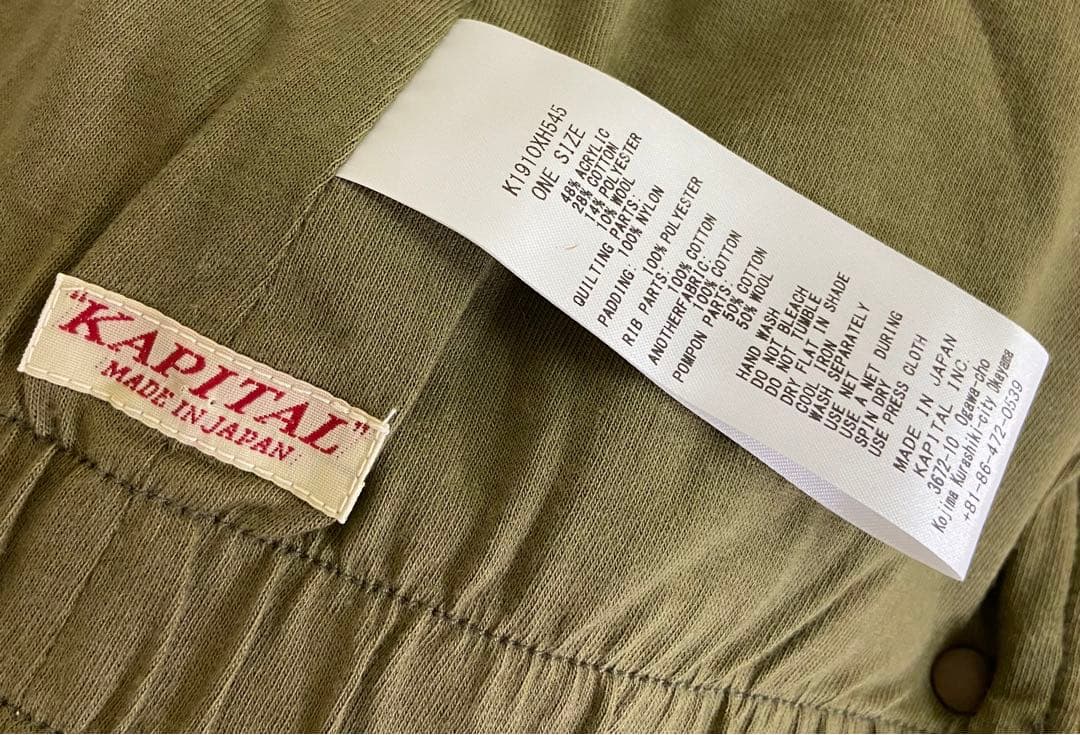 "KAPITAL"
MADE IN JAPAN
K1910XH545
ONE SIZE
48% ACRYLIC
28% COTTON
14% POLYESTER
10% WOOL
QUILTING PARTS:
100% NYLON
PADDING:
100% POLYESTER
RIB PARTS:
100% COTTON
ANOTHERFABRIC:
100% COTTON
POMPON PARTS:
50% COTTON
50% WOOL
HAND WASH
DO NOT BLEACH
DO NOT TUMBLE
DRY FLAT IN SHADE
COOL IRON
WASH SEPARATELY
USE NET
USE A NET DURING
SPIN DRY
USE PRESS CLOTH
MADE IN JAPAN
KAPITAL INC.
3672-10 Ogawa-cho
Kojima Kurashiki-city Okayama
+81-86-472-0539